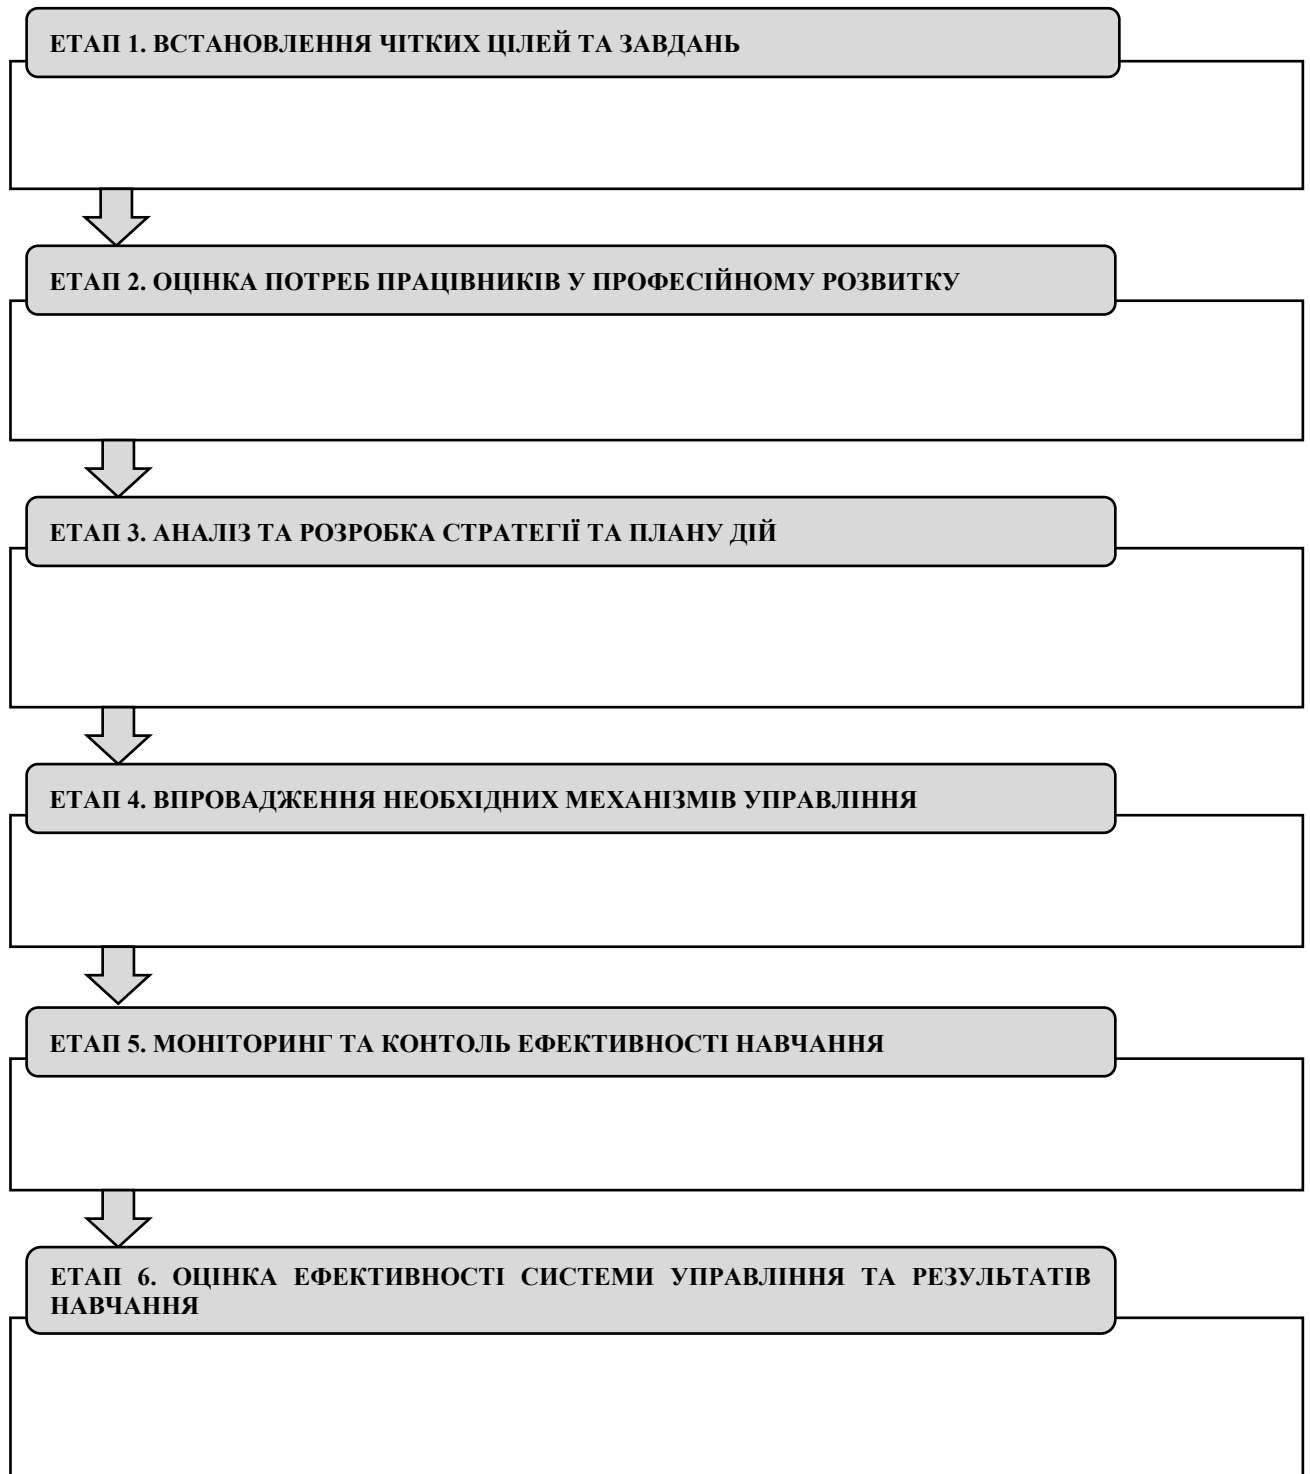 ЕТАП 1. ВСТАНОВЛЕННЯ ЧІТКИХ ЦІЛЕЙ ТА ЗАВДАНЬ
ЕТАП 2. ОЦІНКА ПОТРЕБ ПРАЦІВНИКІВ У ПРОФЕСІЙНОМУ РОЗВИТКУ
ЕТАП 3. АНАЛІЗ ТА РОЗРОБКА СТРАТЕГІЇ ТА ПЛАНУ ДІЙ
ЕТАП 4. ВПРОВАДЖЕННЯ НЕОБХІДНИХ МЕХАНІЗМІВ УПРАВЛІННЯ
ЕТАП 5. МОНІТОРИНГ ТА КОНТОЛЬ ЕФЕКТИВНОСТІ НАВЧАННЯ
ЕТАП 6. ОЦІНКА ЕФЕКТИВНОСТІ СИСТЕМИ УПРАВЛІННЯ ТА РЕЗУЛЬТАТІВ
НАВЧАННЯ